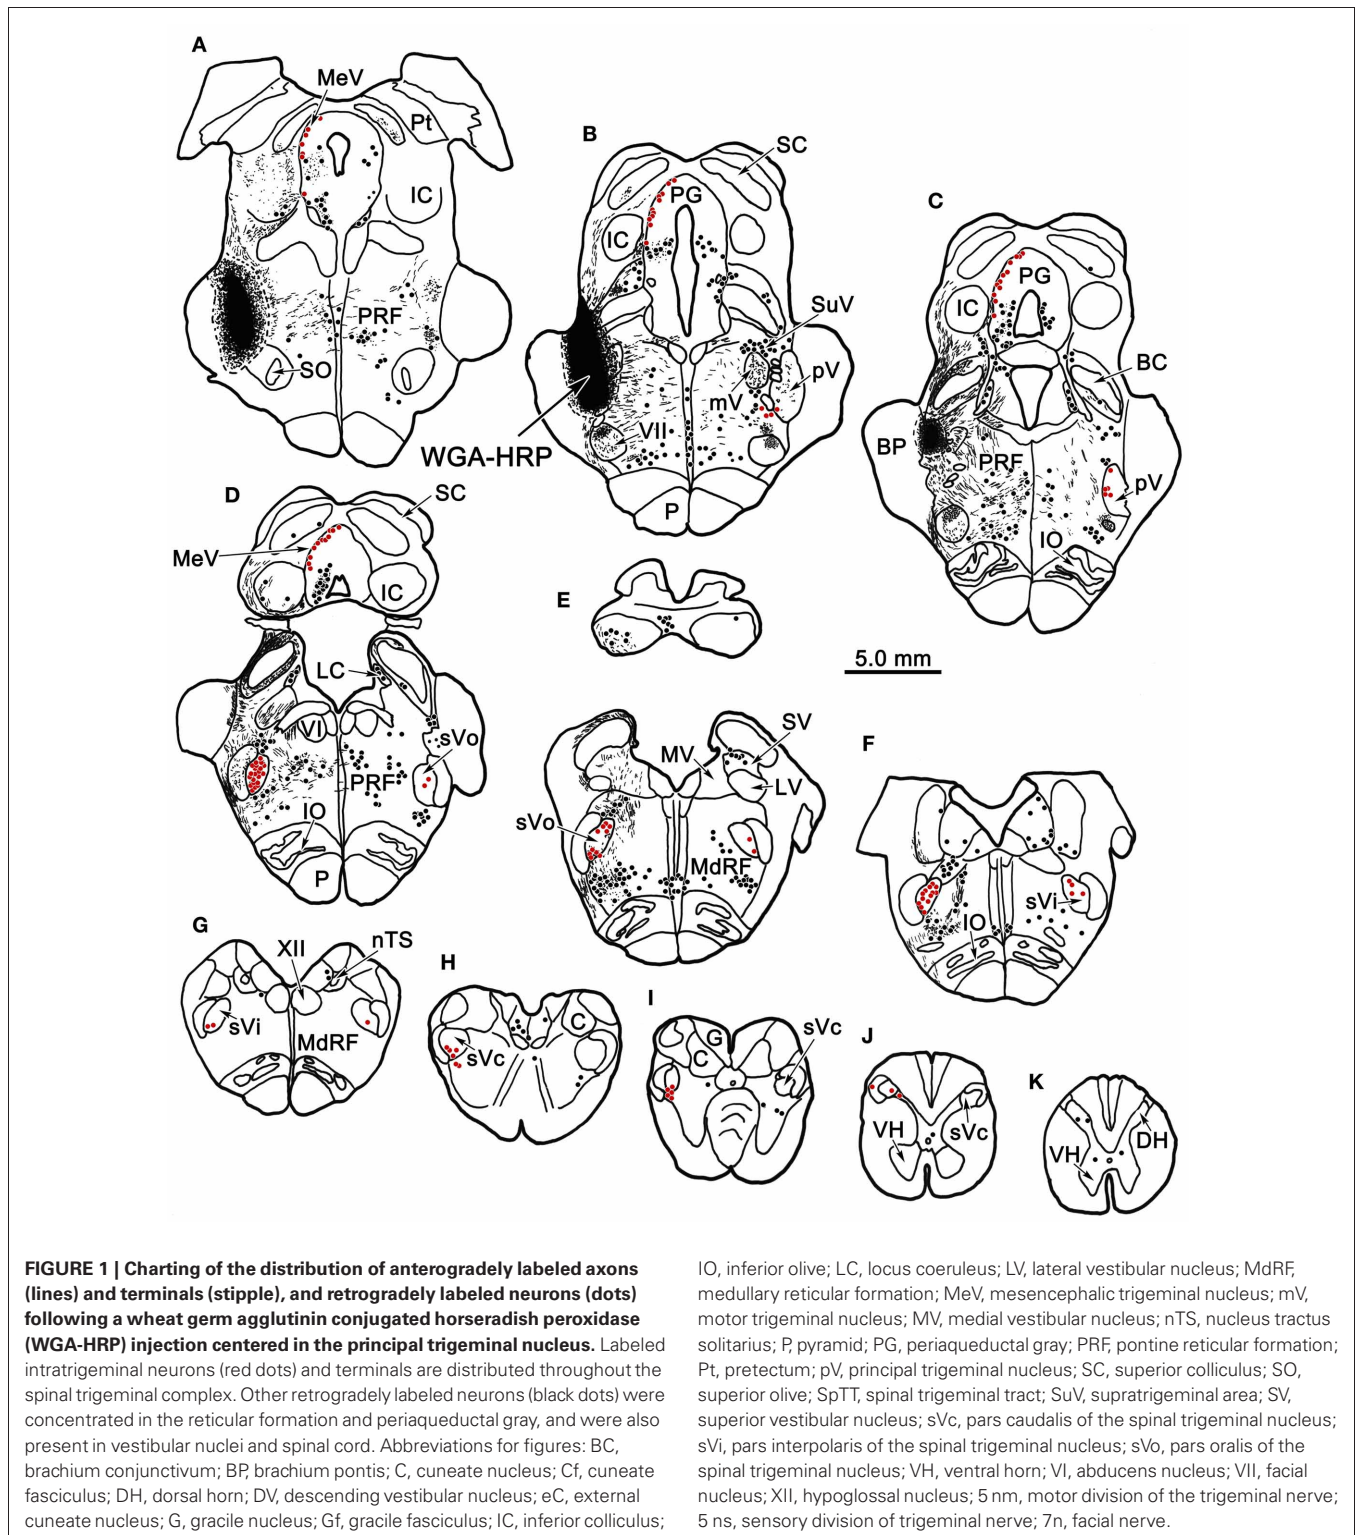 A
MeV
Pt
IC
PRF
SO
B
SC
PG
IC
SuV
pV
mV
VII
WGA-HRP
P
C
PG
IC
BC
BP
PRF
pV
IO
D
SC
MeV
IC
LC
VI
sVo
PRF
IO
P
E
5.0 mm
SV
MV
LV
sVo
MdRF
F
sVi
IO
G
XII
nTS
sVi
MdRF
H
C
sVc
I
G
C
sVc
J
VH
sVc
K
VH
DH
FIGURE 1 | Charting of the distribution of anterogradely labeled axons
(lines) and terminals (stipple), and retrogradely labeled neurons (dots)
following a wheat germ agglutinin conjugated horseradish peroxidase
(WGA-HRP) injection centered in the principal trigeminal nucleus. Labeled
intratrigeminal neurons (red dots) and terminals are distributed throughout the
spinal trigeminal complex. Other retrogradely labeled neurons (black dots) were
concentrated in the reticular formation and periaqueductal gray, and were also
present in vestibular nuclei and spinal cord. Abbreviations for figures: BC,
brachium conjunctivum; BP, brachium pontis; C, cuneate nucleus; Cf, cuneate
fasciculus; DH, dorsal horn; DV, descending vestibular nucleus; eC, external
cuneate nucleus; G, gracile nucleus; Gf, gracile fasciculus; IC, inferior colliculus;
IO, inferior olive; LC, locus coeruleus; LV, lateral vestibular nucleus; MdRF,
medullary reticular formation; MeV, mesencephalic trigeminal nucleus; mV,
motor trigeminal nucleus; MV, medial vestibular nucleus; nTS, nucleus tractus
solitarius; P, pyramid; PG, periaqueductal gray; PRF, pontine reticular formation;
Pt, pretectum; pV, principal trigeminal nucleus; SC, superior colliculus; SO,
superior olive; SpTT, spinal trigeminal tract; SuV, supratrigeminal area; SV,
superior vestibular nucleus; sVc, pars caudalis of the spinal trigeminal nucleus;
sVi, pars interpolaris of the spinal trigeminal nucleus; sVo, pars oralis of the
spinal trigeminal nucleus; VH, ventral horn; VI, abducens nucleus; VII, facial
nucleus; XII, hypoglossal nucleus; 5 nm, motor division of the trigeminal nerve;
5 ns, sensory division of trigeminal nerve; 7n, facial nerve.